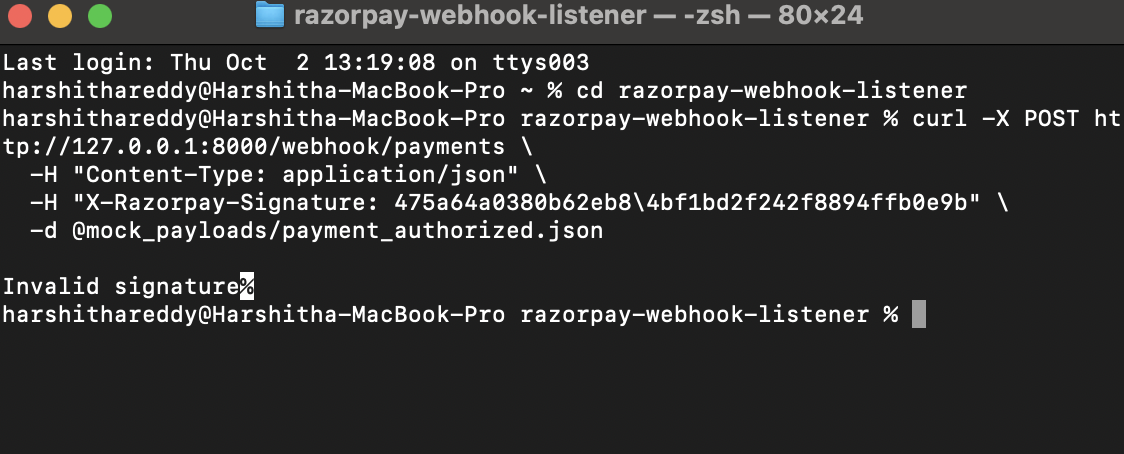 razorpay-webhook-listener — -zsh — 80×24
Last login: Thu Oct  2 13:19:08 on ttys003
harshithareddy@Harshitha-MacBook-Pro ~ % cd razorpay-webhook-listener
harshithareddy@Harshitha-MacBook-Pro razorpay-webhook-listener % curl -X POST ht
tp://127.0.0.1:8000/webhook/payments \
  -H "Content-Type: application/json" \
  -H "X-Razorpay-Signature: 475a64a0380b62eb8\4bf1bd2f242f8894ffb0e9b" \
  -d @mock_payloads/payment_authorized.json
Invalid signature%
harshithareddy@Harshitha-MacBook-Pro razorpay-webhook-listener %